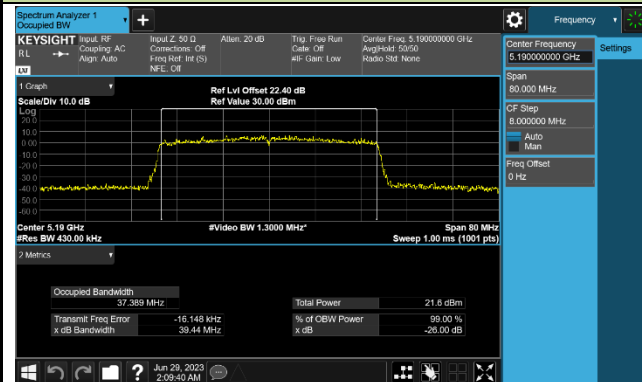 Spectrum Analyzer 1
Occupied BW
+
Frequency
KEYSIGHT
RL
LXI
Input: RF
Coupling: AC
Align: Auto
Input Z: 50 Ω
Corrections: Off
Freq Ref: Int (S)
NFE: Off
Atten: 20 dB
Trig: Free Run
Gate: Off
#IF Gain: Low
Center Freq: 5.190000000 GHz
Avg|Hold: 50/50
Radio Std: None
Center Frequency
5.190000000 GHz
Settings
Span
80.000 MHz
CF Step
8.000000 MHz
Auto
Man
Freq Offset
0 Hz
1 Graph
Scale/Div 10.0 dB
Ref Lvl Offset 22.40 dB
Ref Value 30.00 dBm
Log
20.0
10.0
0.00
-10.0
-20.0
-30.0
-40.0
-50.0
-60.0
Center 5.19 GHz
#Res BW 430.00 kHz
#Video BW 1.3000 MHz*
Span 80 MHz
Sweep 1.00 ms (1001 pts)
2 Metrics
Occupied Bandwidth
37.389 MHz
Total Power 21.6 dBm
Transmit Freq Error -16.148 kHz
% of OBW Power 99.00 %
x dB Bandwidth 39.44 MHz
x dB -26.00 dB
?
Jun 29, 2023
2:09:40 AM